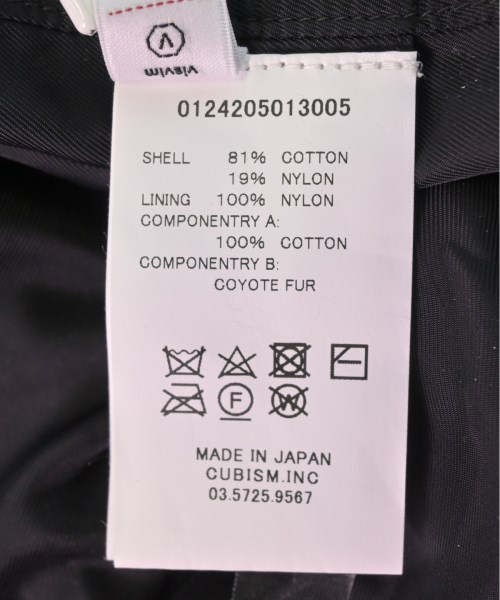 visvim
0124205013005
SHELL 81% COTTON
19% NYLON
LINING 100% NYLON
COMPONENTRY A:
100% COTTON
COMPONENTRY B:
COYOTE FUR
F
W
MADE IN JAPAN
CUBISM.INC
03.5725.9567